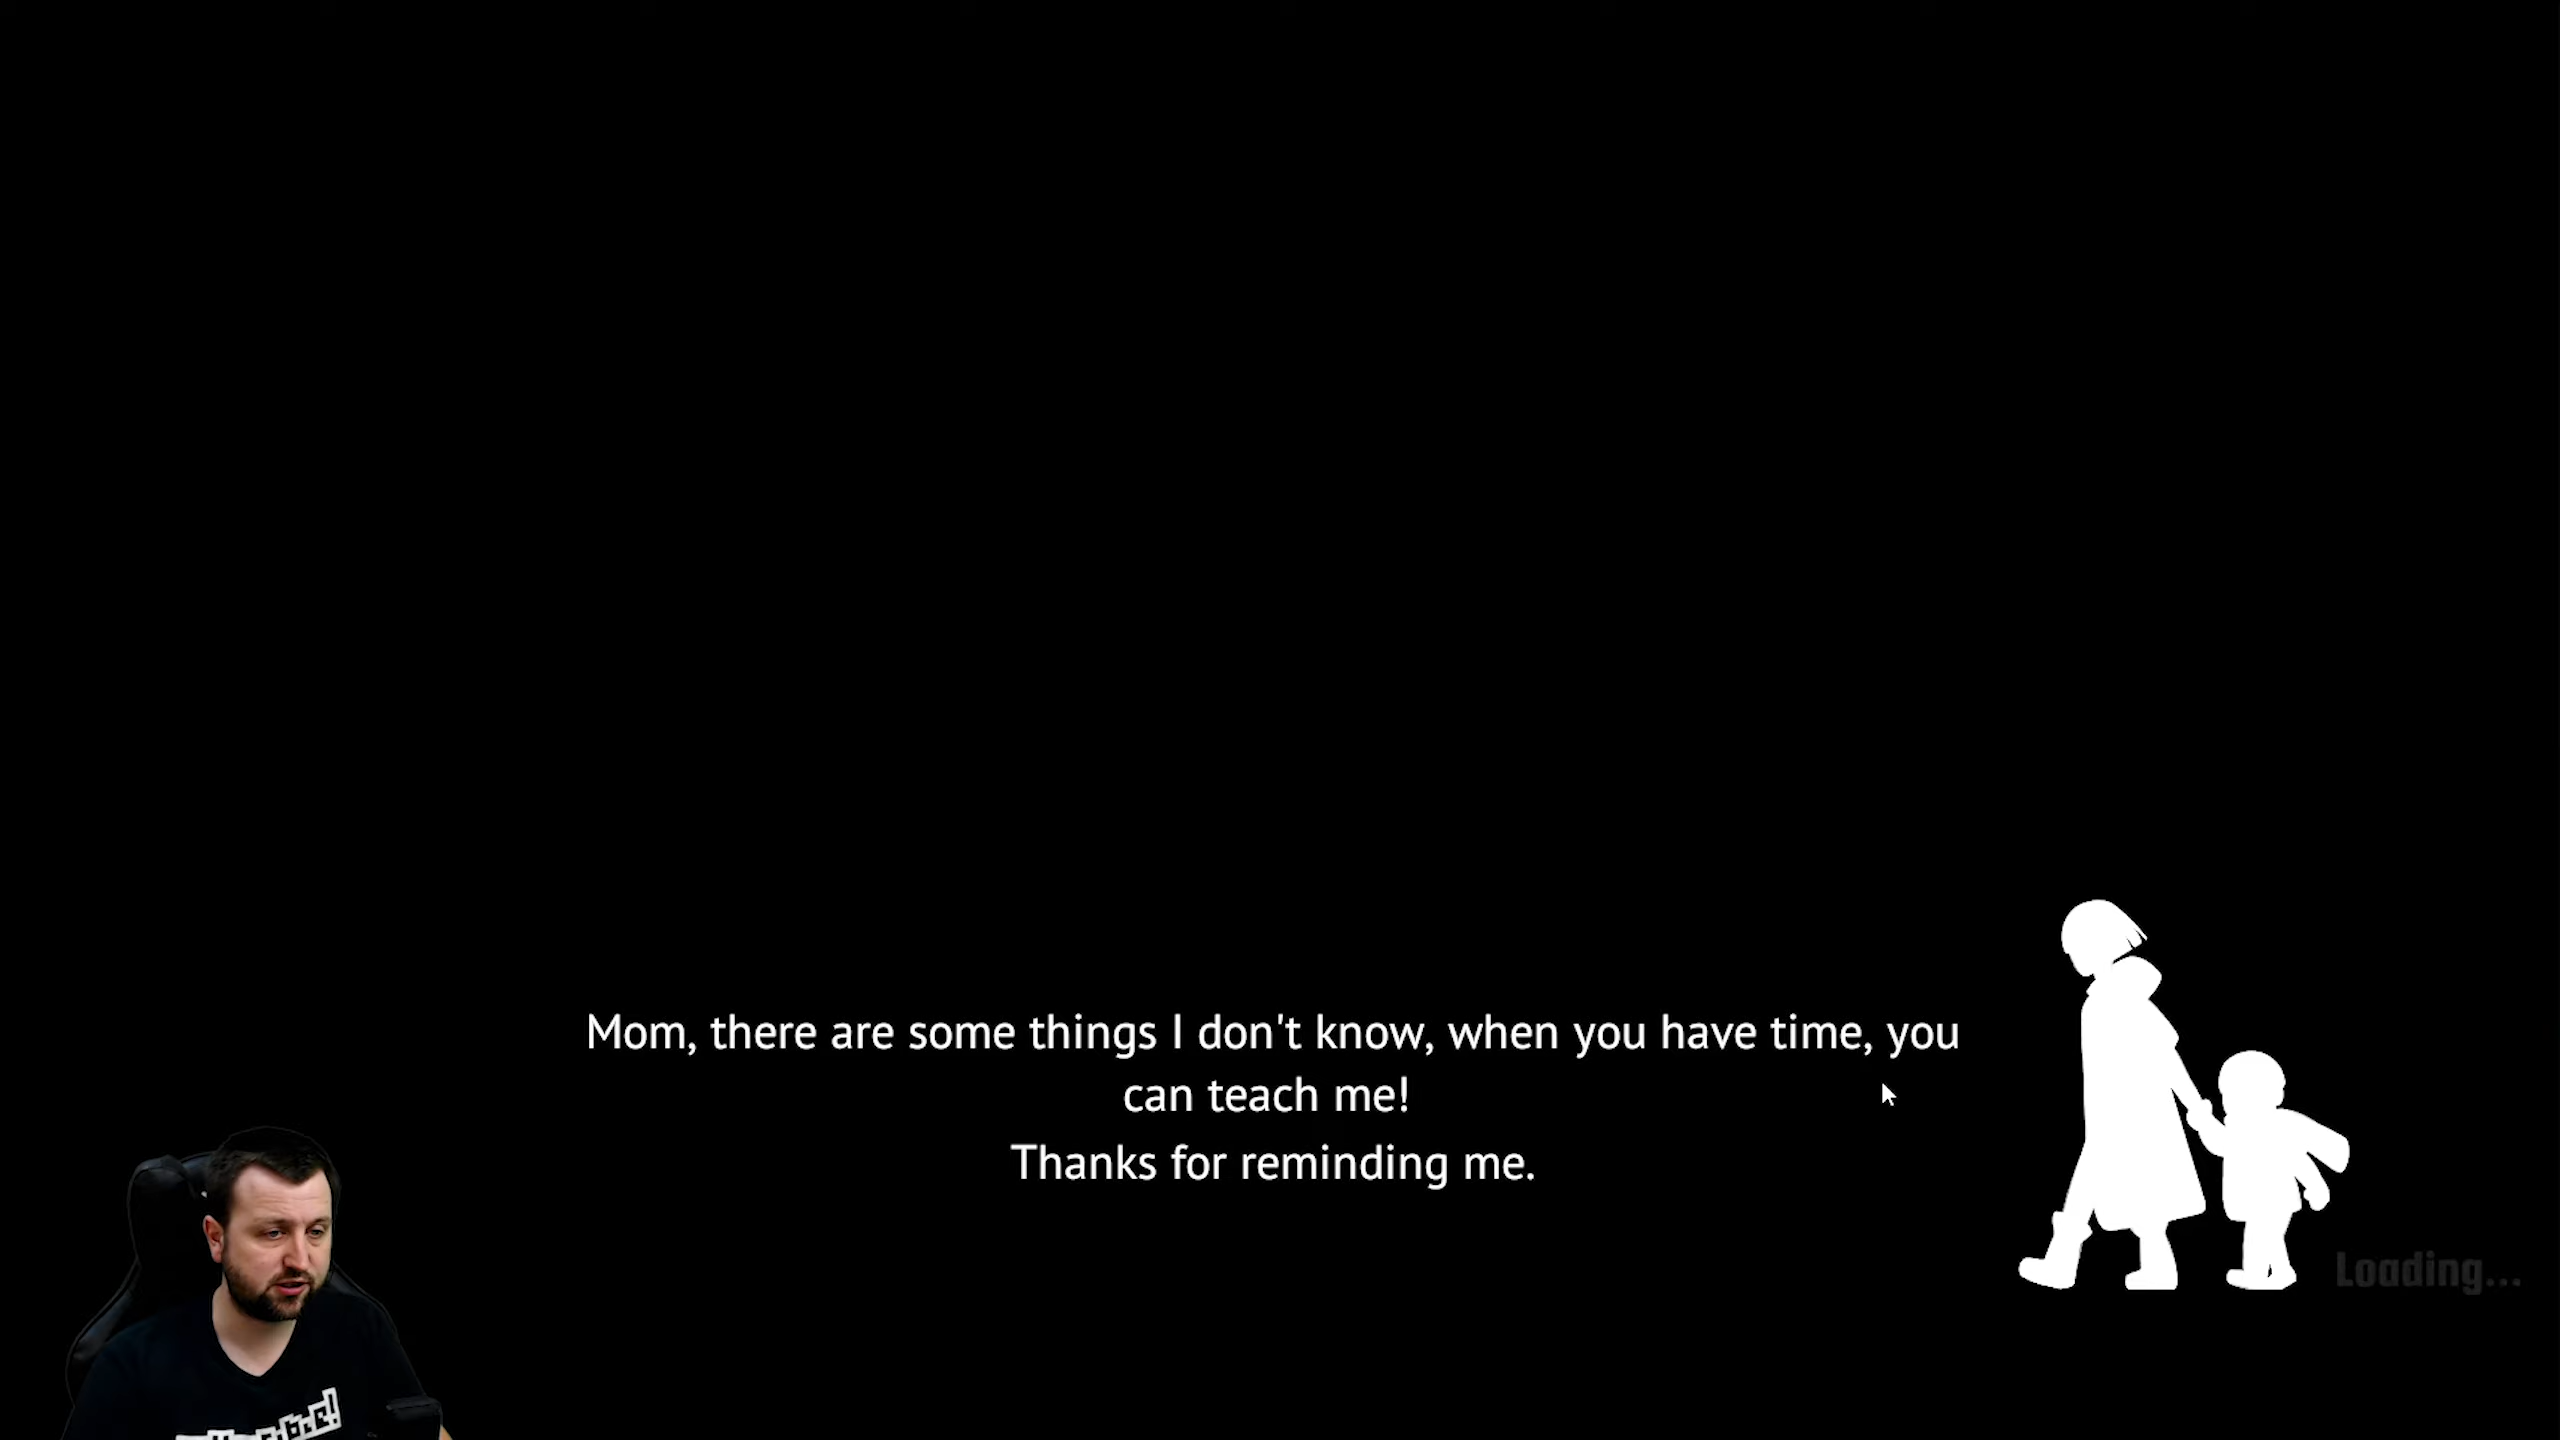 Mom, there are some things I don't know, when you have time, you
can teach me!
Thanks for reminding me.
Loading...